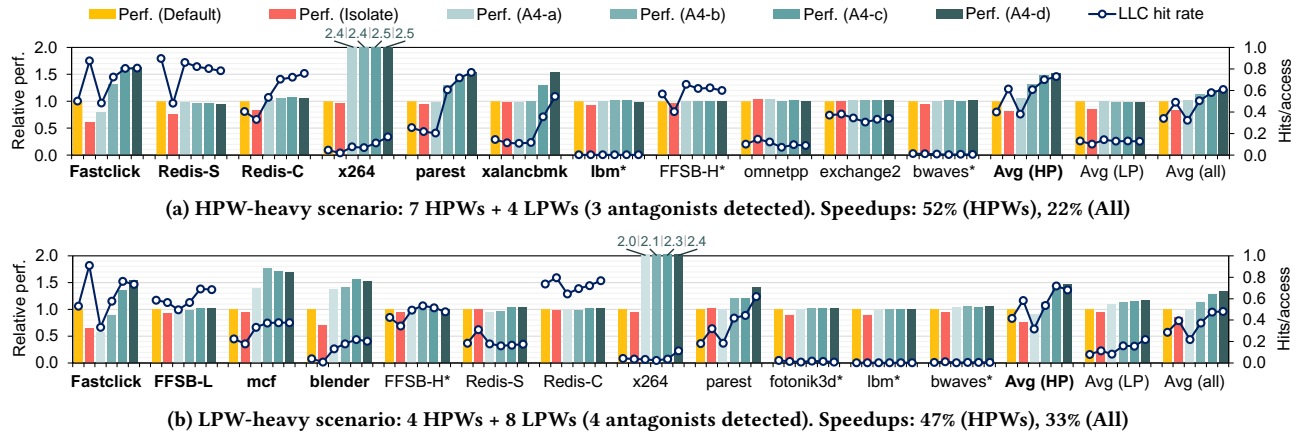 Perf. (Default) Perf. (Isolate) Perf. (A4-a) Perf. (A4-b) Perf. (A4-c) Perf. (A4-d) LLC hit rate
2.4 | 2.4 | 2.5 | 2.5
Relative perf.
2.0
1.5
1.0
0.5
0.0
1.0
0.8
0.6
0.4
0.2
0.0
Hits/access
Fastclick Redis-S Redis-C x264 parest xalancbmk lbm* FFSB-H* omnetpp exchange2 bwaves* Avg (HP) Avg (LP) Avg (all)
(a) HPW-heavy scenario: 7 HPWs + 4 LPWs (3 antagonists detected). Speedups: 52% (HPWs), 22% (All)
2.0 | 2.1 | 2.3 | 2.4
Relative perf.
2.0
1.5
1.0
0.5
0.0
1.0
0.8
0.6
0.4
0.2
0.0
Hits/access
Fastclick FFSB-L mcf blender FFSB-H* Redis-S Redis-C x264 parest fotonik3d* lbm* bwaves* Avg (HP) Avg (LP) Avg (all)
(b) LPW-heavy scenario: 4 HPWs + 8 LPWs (4 antagonists detected). Speedups: 47% (HPWs), 33% (All)